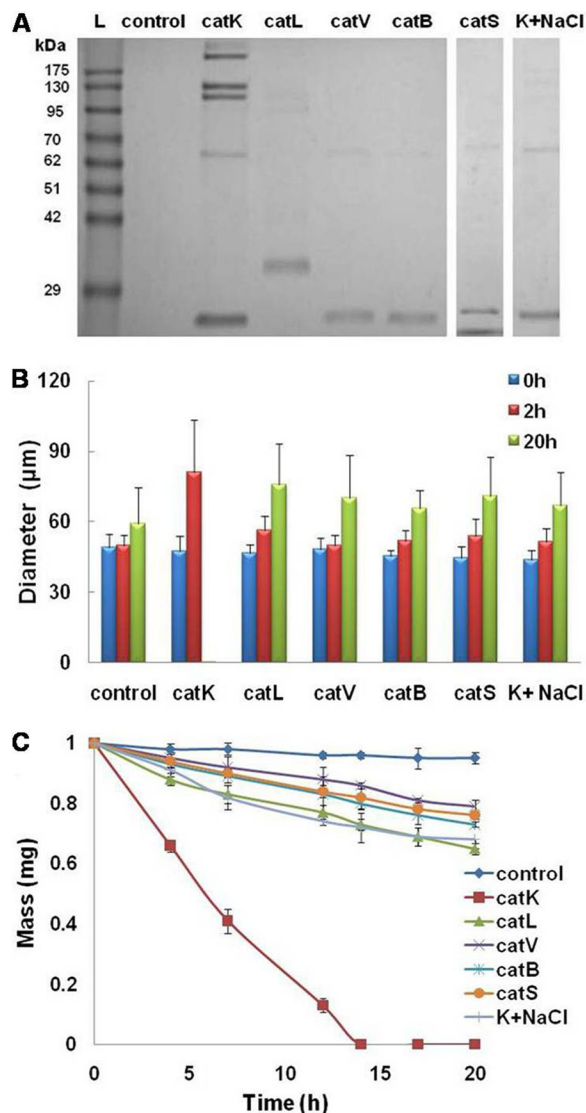 A
kDa L control catK catL catV catB catS K+NaCl
175
130
95
70
62
51
42
29
B
120
90
60
30
0
Diameter (µm)
0h
2h
20h
control catK catL catV catB catS K+ NaCl
C
1
0.8
0.6
0.4
0.2
0
Mass (mg)
control
catK
catL
catV
catB
catS
K+NaCl
0 5 10 15 20
Time (h)